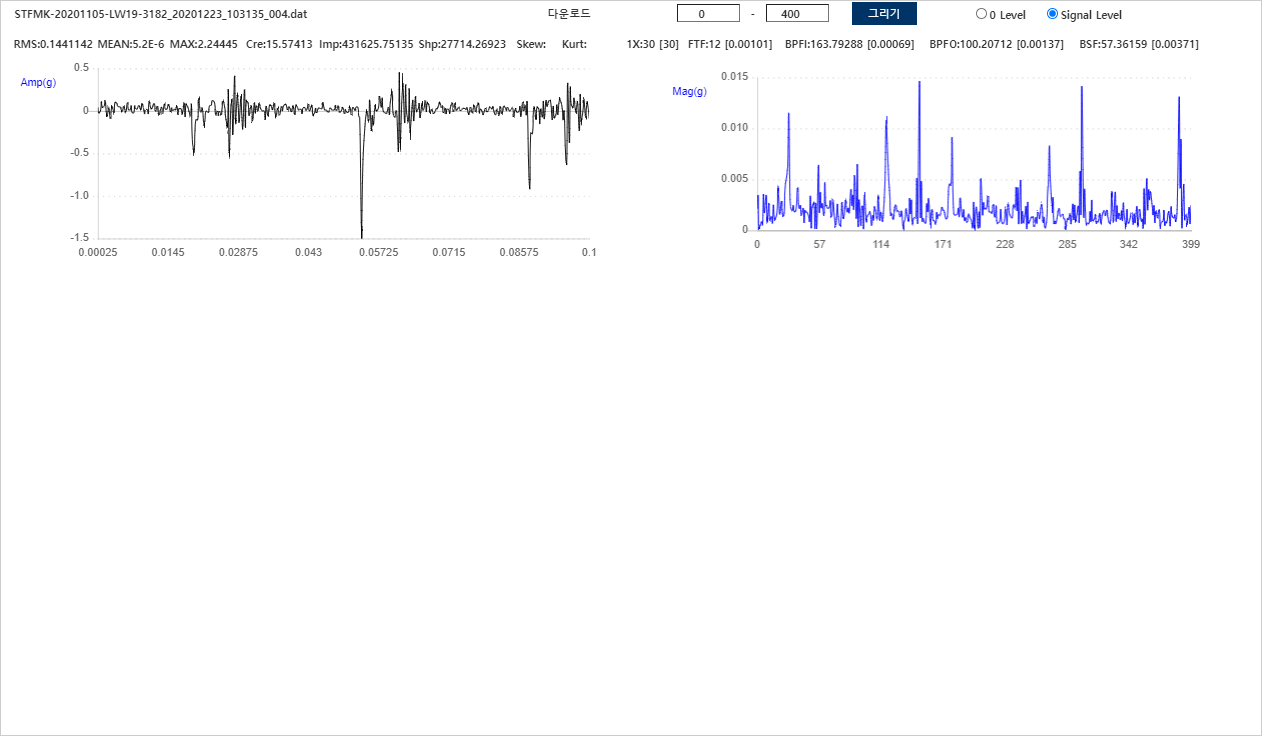 STFMK-20201105-LW19-3182_20201223_103135_004.dat 다운로드 0 - 400 그리기 0 Level Signal Level
RMS:0.1441142 MEAN:5.2E-6 MAX:2.24445 Cre:15.57413 Imp:431625.75135 Shp:27714.26923 Skew: Kurt: 1X:30 [30] FTF:12 [0.00101] BPFI:163.79288 [0.00069] BPFO:100.20712 [0.00137] BSF:57.36159 [0.00371]
Amp(g)
0.5
0
-0.5
-1.0
-1.5
0.00025 0.0145 0.02875 0.043 0.05725 0.0715 0.08575 0.1
Mag(g)
0.015
0.010
0.005
0
0 57 114 171 228 285 342 399